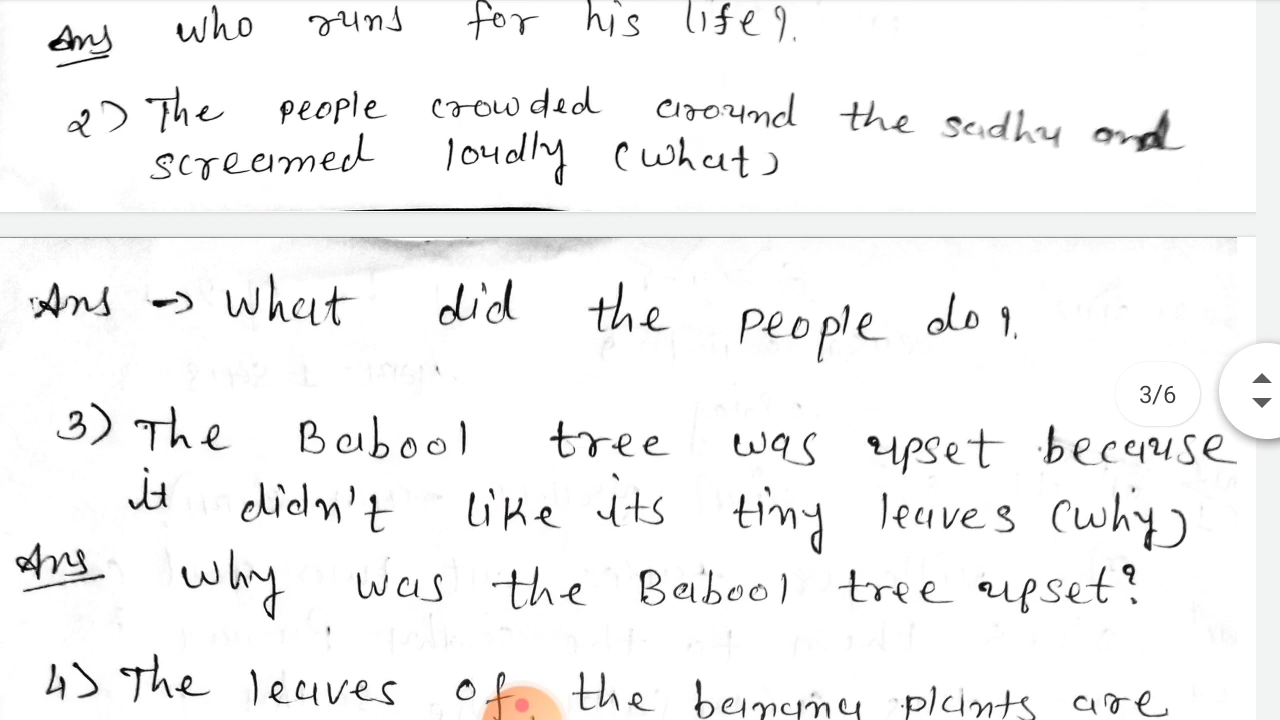 Ans who runs for his life?
2) The people crowded around the sadhu and
screamed loudly (what)
Ans → What did the people do?
3/6
3) The Babool tree was upset because
it didn't like its tiny leaves (why)
Ans why was the Babool tree upset?
4) The leaves of the banana plants are